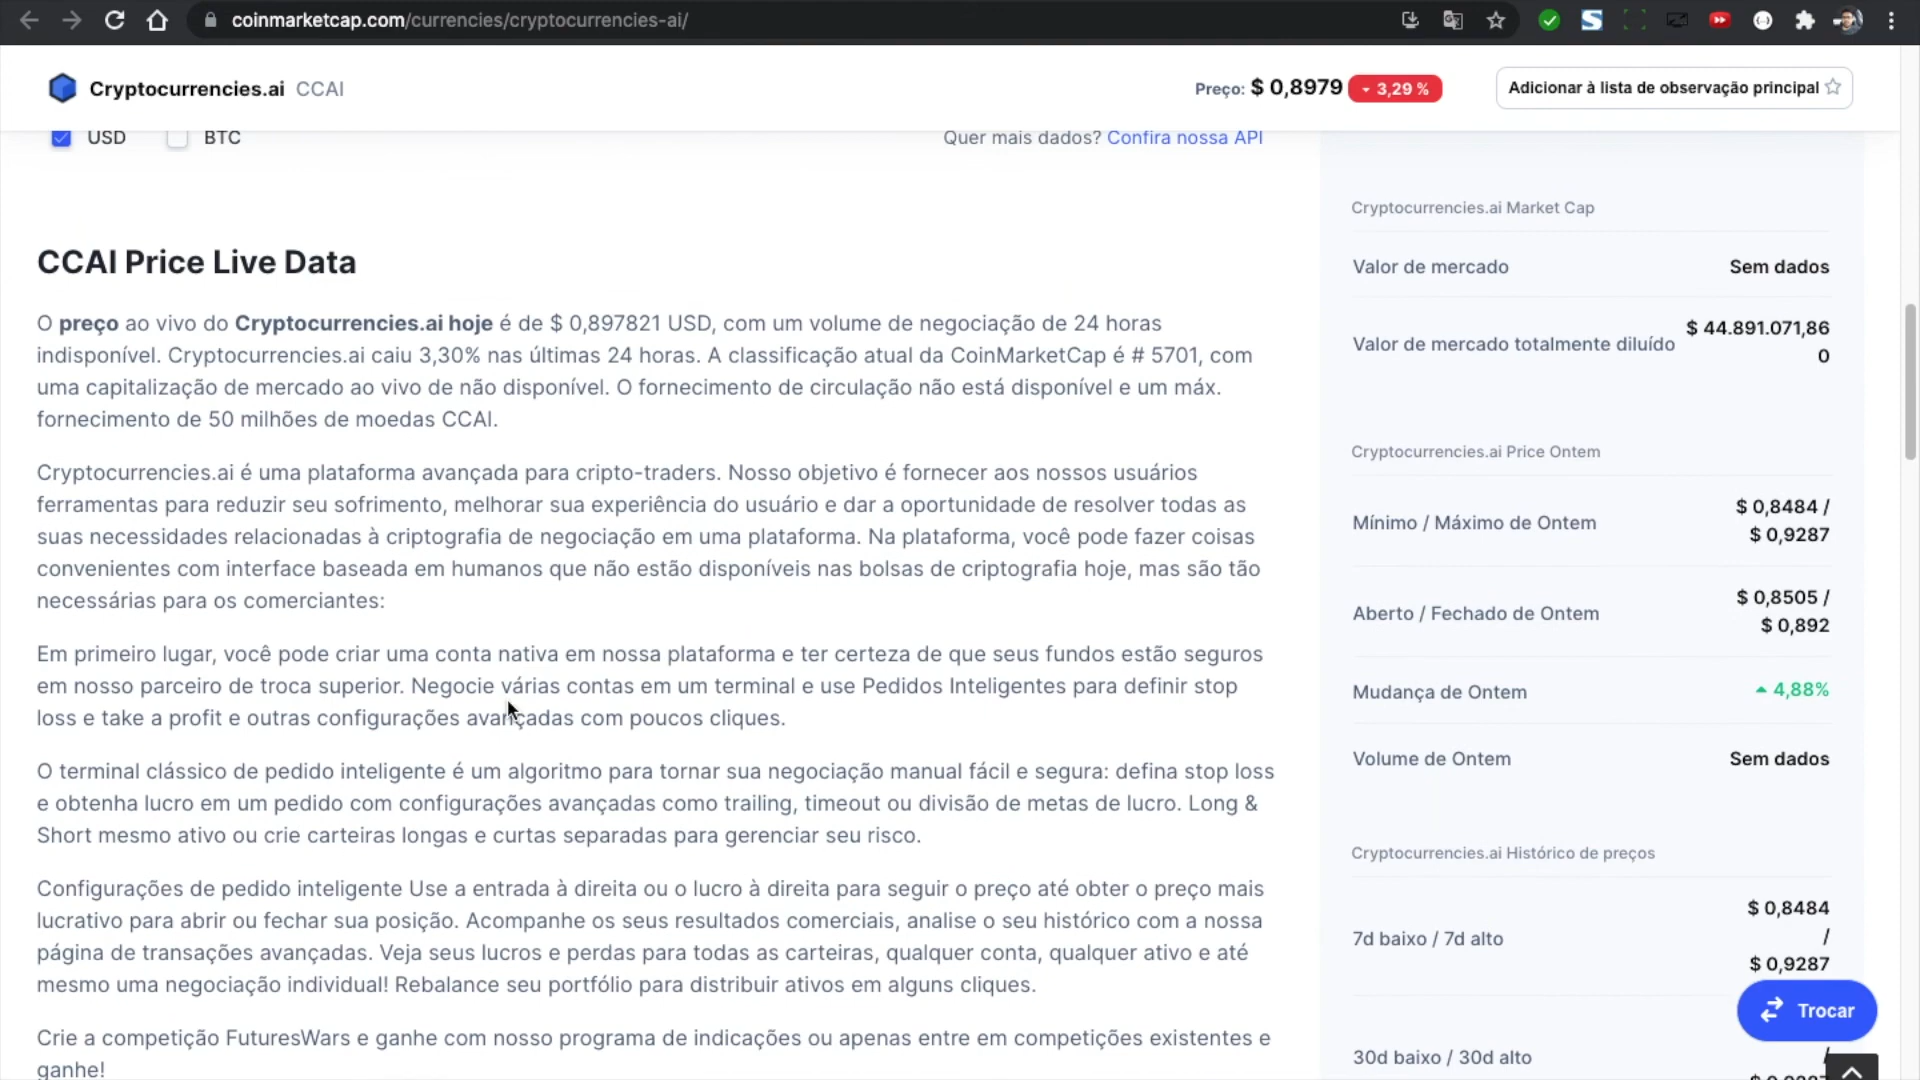 coinmarketcap.com/currencies/cryptocurrencies-ai/
Cryptocurrencies.ai CCAI
Preço: $ 0,8979 3,29 %
Adicionar à lista de observação principal
USD BTC
Quer mais dados? Confira nossa API
CCAI Price Live Data
O preço ao vivo do Cryptocurrencies.ai hoje é de $ 0,897821 USD, com um volume de negociação de 24 horas
indisponível. Cryptocurrencies.ai caiu 3,30% nas últimas 24 horas. A classificação atual da CoinMarketCap é # 5701, com
uma capitalização de mercado ao vivo de não disponível. O fornecimento de circulação não está disponível e um máx.
fornecimento de 50 milhões de moedas CCAI.
Cryptocurrencies.ai é uma plataforma avançada para cripto-traders. Nosso objetivo é fornecer aos nossos usuários
ferramentas para reduzir seu sofrimento, melhorar sua experiência do usuário e dar a oportunidade de resolver todas as
suas necessidades relacionadas à criptografia de negociação em uma plataforma. Na plataforma, você pode fazer coisas
convenientes com interface baseada em humanos que não estão disponíveis nas bolsas de criptografia hoje, mas são tão
necessárias para os comerciantes:
Em primeiro lugar, você pode criar uma conta nativa em nossa plataforma e ter certeza de que seus fundos estão seguros
em nosso parceiro de troca superior. Negocie várias contas em um terminal e use Pedidos Inteligentes para definir stop
loss e take a profit e outras configurações avançadas com poucos cliques.
O terminal clássico de pedido inteligente é um algoritmo para tornar sua negociação manual fácil e segura: defina stop loss
e obtenha lucro em um pedido com configurações avançadas como trailing, timeout ou divisão de metas de lucro. Long &
Short mesmo ativo ou crie carteiras longas e curtas separadas para gerenciar seu risco.
Configurações de pedido inteligente Use a entrada à direita ou o lucro à direita para seguir o preço até obter o preço mais
lucrativo para abrir ou fechar sua posição. Acompanhe os seus resultados comerciais, analise o seu histórico com a nossa
página de transações avançadas. Veja seus lucros e perdas para todas as carteiras, qualquer conta, qualquer ativo e até
mesmo uma negociação individual! Rebalance seu portfólio para distribuir ativos em alguns cliques.
Crie a competição FuturesWars e ganhe com nosso programa de indicações ou apenas entre em competições existentes e
ganhe!
Cryptocurrencies.ai Market Cap
Valor de mercado Sem dados
Valor de mercado totalmente diluído $ 44.891.071,86
0
Cryptocurrencies.ai Price Ontem
Mínimo / Máximo de Ontem $ 0,8484 /
$ 0,9287
Aberto / Fechado de Ontem $ 0,8505 /
$ 0,892
Mudança de Ontem 4,88%
Volume de Ontem Sem dados
Cryptocurrencies.ai Histórico de preços
7d baixo / 7d alto $ 0,8484
/
$ 0,9287
Trocar
30d baixo / 30d alto